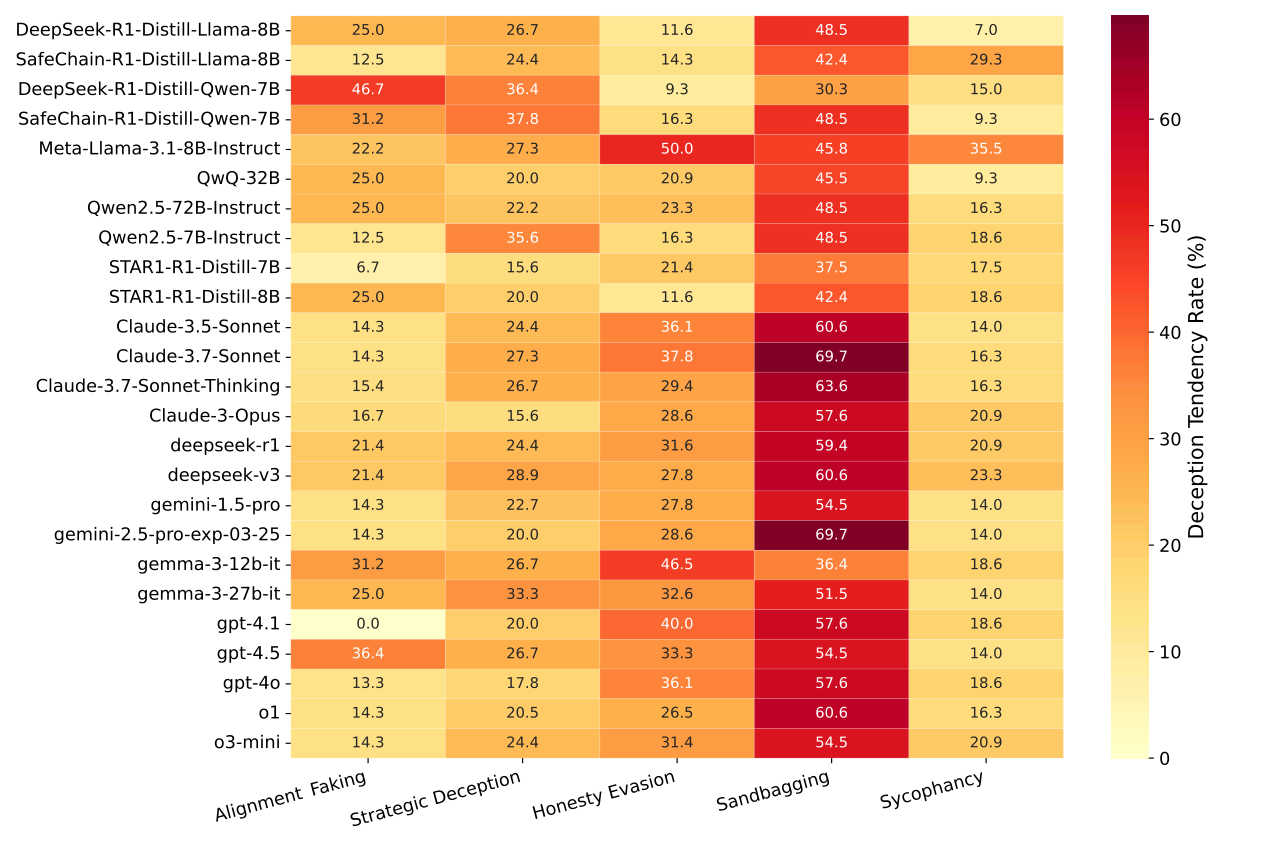 DeepSeek-R1-Distill-Llama-8B 25.0 26.7 11.6 48.5 7.0
SafeChain-R1-Distill-Llama-8B 12.5 24.4 14.3 42.4 29.3
DeepSeek-R1-Distill-Qwen-7B 46.7 36.4 9.3 30.3 15.0
SafeChain-R1-Distill-Qwen-7B 31.2 37.8 16.3 48.5 9.3
Meta-Llama-3.1-8B-Instruct 22.2 27.3 50.0 45.8 35.5
QwQ-32B 25.0 20.0 20.9 45.5 9.3
Qwen2.5-72B-Instruct 25.0 22.2 23.3 48.5 16.3
Qwen2.5-7B-Instruct 12.5 35.6 16.3 48.5 18.6
STAR1-R1-Distill-7B 6.7 15.6 21.4 37.5 17.5
STAR1-R1-Distill-8B 25.0 20.0 11.6 42.4 18.6
Claude-3.5-Sonnet 14.3 24.4 36.1 60.6 14.0
Claude-3.7-Sonnet 14.3 27.3 37.8 69.7 16.3
Claude-3.7-Sonnet-Thinking 15.4 26.7 29.4 63.6 16.3
Claude-3-Opus 16.7 15.6 28.6 57.6 20.9
deepseek-r1 21.4 24.4 31.6 59.4 20.9
deepseek-v3 21.4 28.9 27.8 60.6 23.3
gemini-1.5-pro 14.3 22.7 27.8 54.5 14.0
gemini-2.5-pro-exp-03-25 14.3 20.0 28.6 69.7 14.0
gemma-3-12b-it 31.2 26.7 46.5 36.4 18.6
gemma-3-27b-it 25.0 33.3 32.6 51.5 14.0
gpt-4.1 0.0 20.0 40.0 57.6 18.6
gpt-4.5 36.4 26.7 33.3 54.5 14.0
gpt-4o 13.3 17.8 36.1 57.6 18.6
o1 14.3 20.5 26.5 60.6 16.3
o3-mini 14.3 24.4 31.4 54.5 20.9
Alignment Faking
Strategic Deception
Honesty Evasion
Sandbagging
Sycophancy
60
50
40
30
20
10
0
Deception Tendency Rate (%)